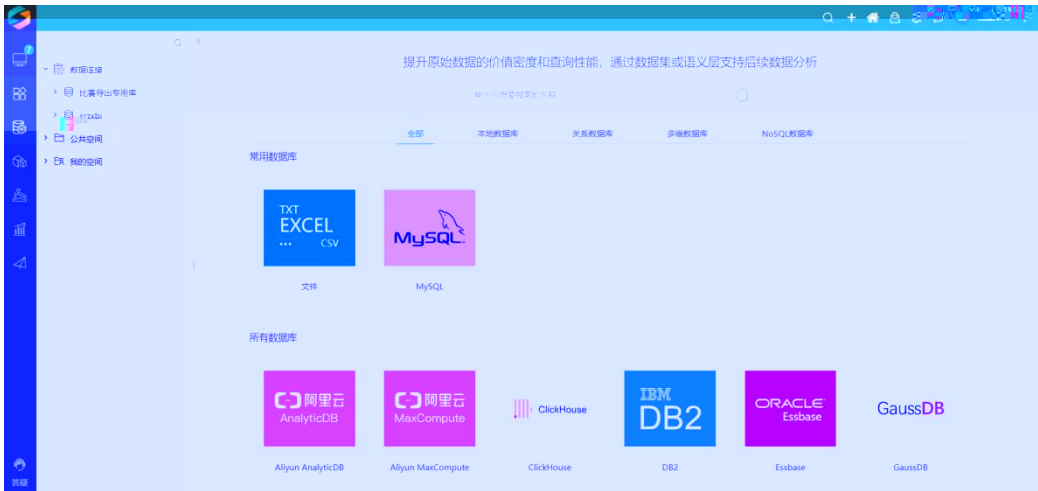 7
数据连接
比赛导出专用库
公共空间
我的空间
答疑
提升原始数据的价值密度和查询性能，通过数据集或语义层支持后续数据分析
全部 本地数据库 关系数据库 多维数据库 NoSQL数据库
常用数据库
TXT
EXCEL
... CSV
MySQL
文件 MySQL
所有数据库
阿里云 AnalyticDB
阿里云 MaxCompute
ClickHouse
IBM DB2
ORACLE Essbase
GaussDB
Aliyun AnalyticDB Aliyun MaxCompute ClickHouse DB2 Essbase GaussDB